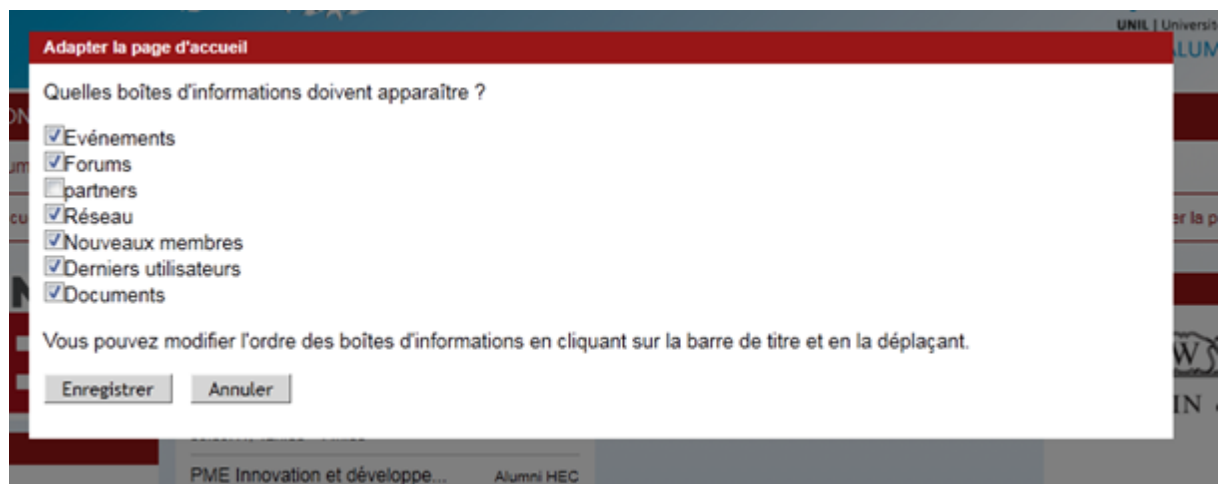 UNIL |
Adapter la page d'accueil
Quelles boîtes d'informations doivent apparaître ?
Evénements
Forums
partners
Réseau
Nouveaux membres
Derniers utilisateurs
Documents
Vous pouvez modifier l'ordre des boîtes d'informations en cliquant sur la barre de titre et en la déplaçant.
Enregistrer Annuler
PME Innovation et développe... Alumni HEC